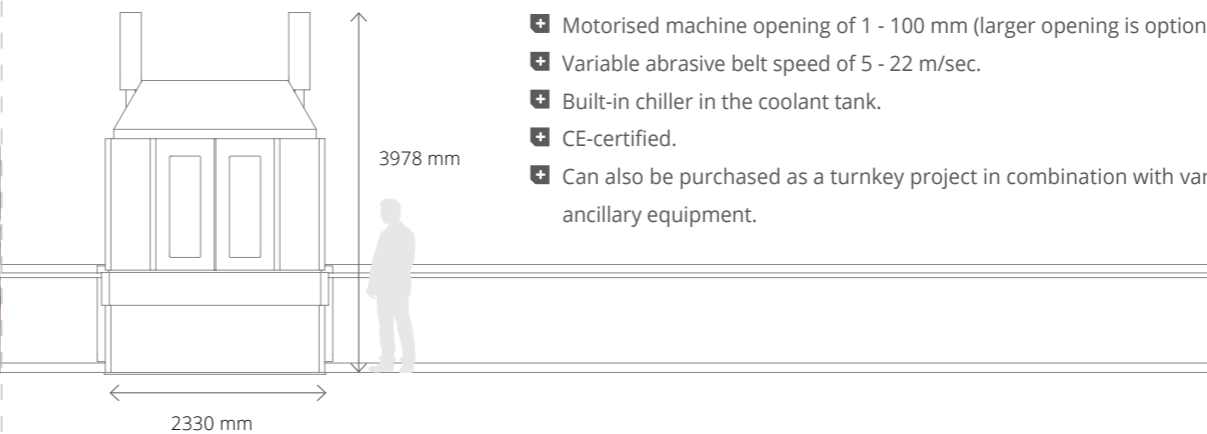 Motorised machine opening of 1 - 100 mm (larger opening is option
Variable abrasive belt speed of 5 - 22 m/sec.
Built-in chiller in the coolant tank.
CE-certified.
Can also be purchased as a turnkey project in combination with var
ancillary equipment.
3978 mm
2330 mm